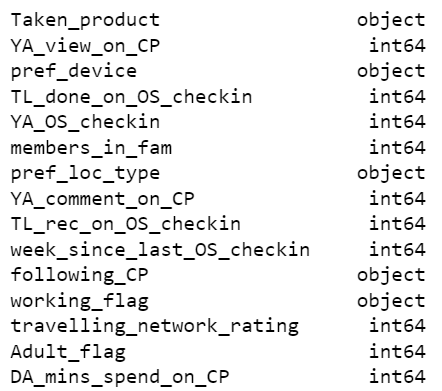 Taken_product object
YA_view_on_CP int64
pref_device object
TL_done_on_OS_checkin int64
YA_OS_checkin int64
members_in_fam int64
pref_loc_type object
YA_comment_on_CP int64
TL_rec_on_OS_checkin int64
week_since_last_OS_checkin int64
following_CP object
working_flag object
travelling_network_rating int64
Adult_flag int64
DA_mins_spend_on_CP int64